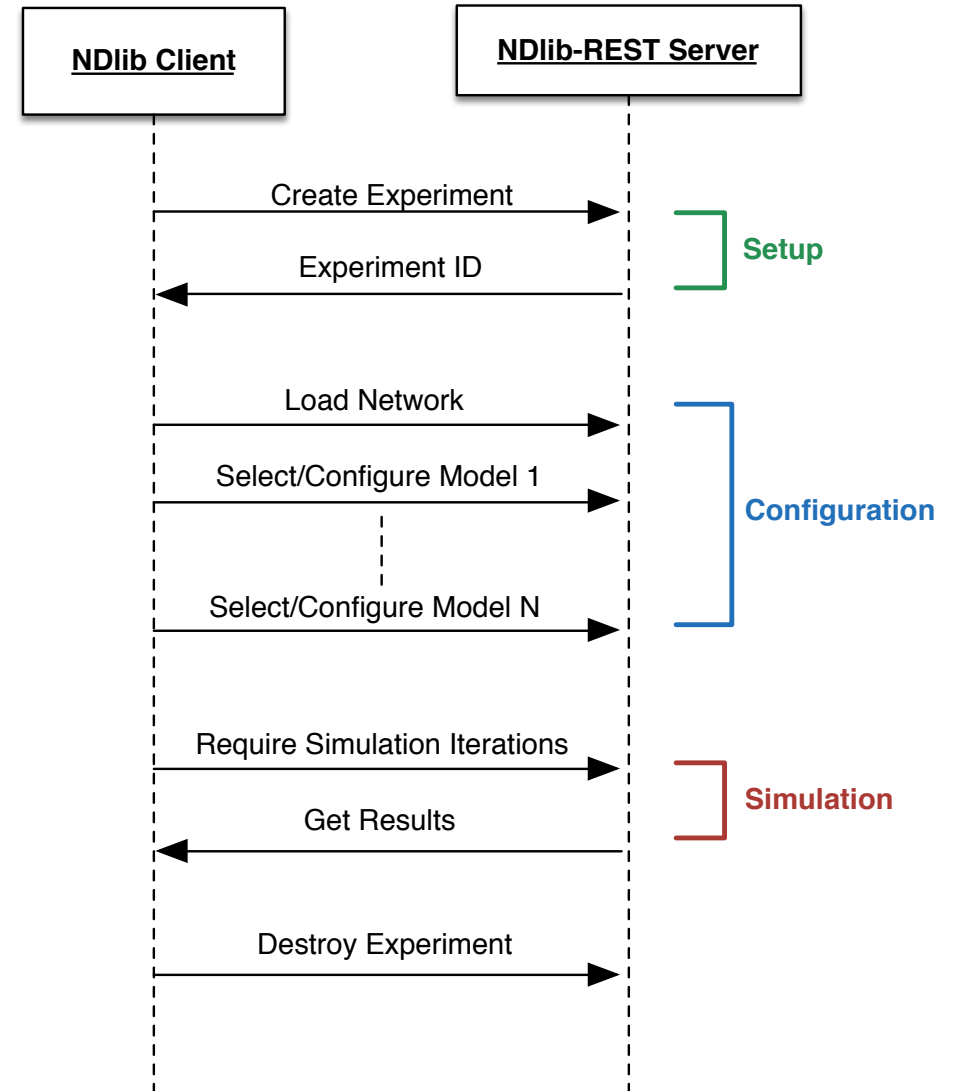 NDlib Client
NDlib-REST Server
Create Experiment
Setup
Experiment ID
Load Network
Select/Configure Model 1
Configuration
Select/Configure Model N
Require Simulation Iterations
Simulation
Get Results
Destroy Experiment